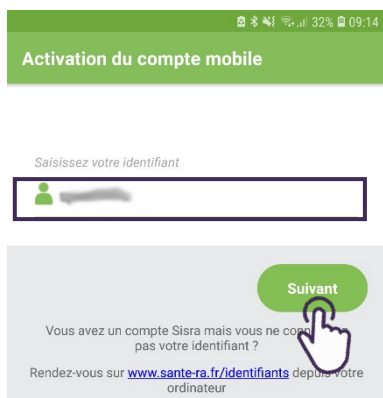 32% 09:14
Activation du compte mobile
Saisissez votre identifiant
Suivant
Vous avez un compte Sisra mais vous ne
pas votre identifiant ?
Rendez-vous sur www.sante-ra.fr/identifiants depuis votre
ordinateur